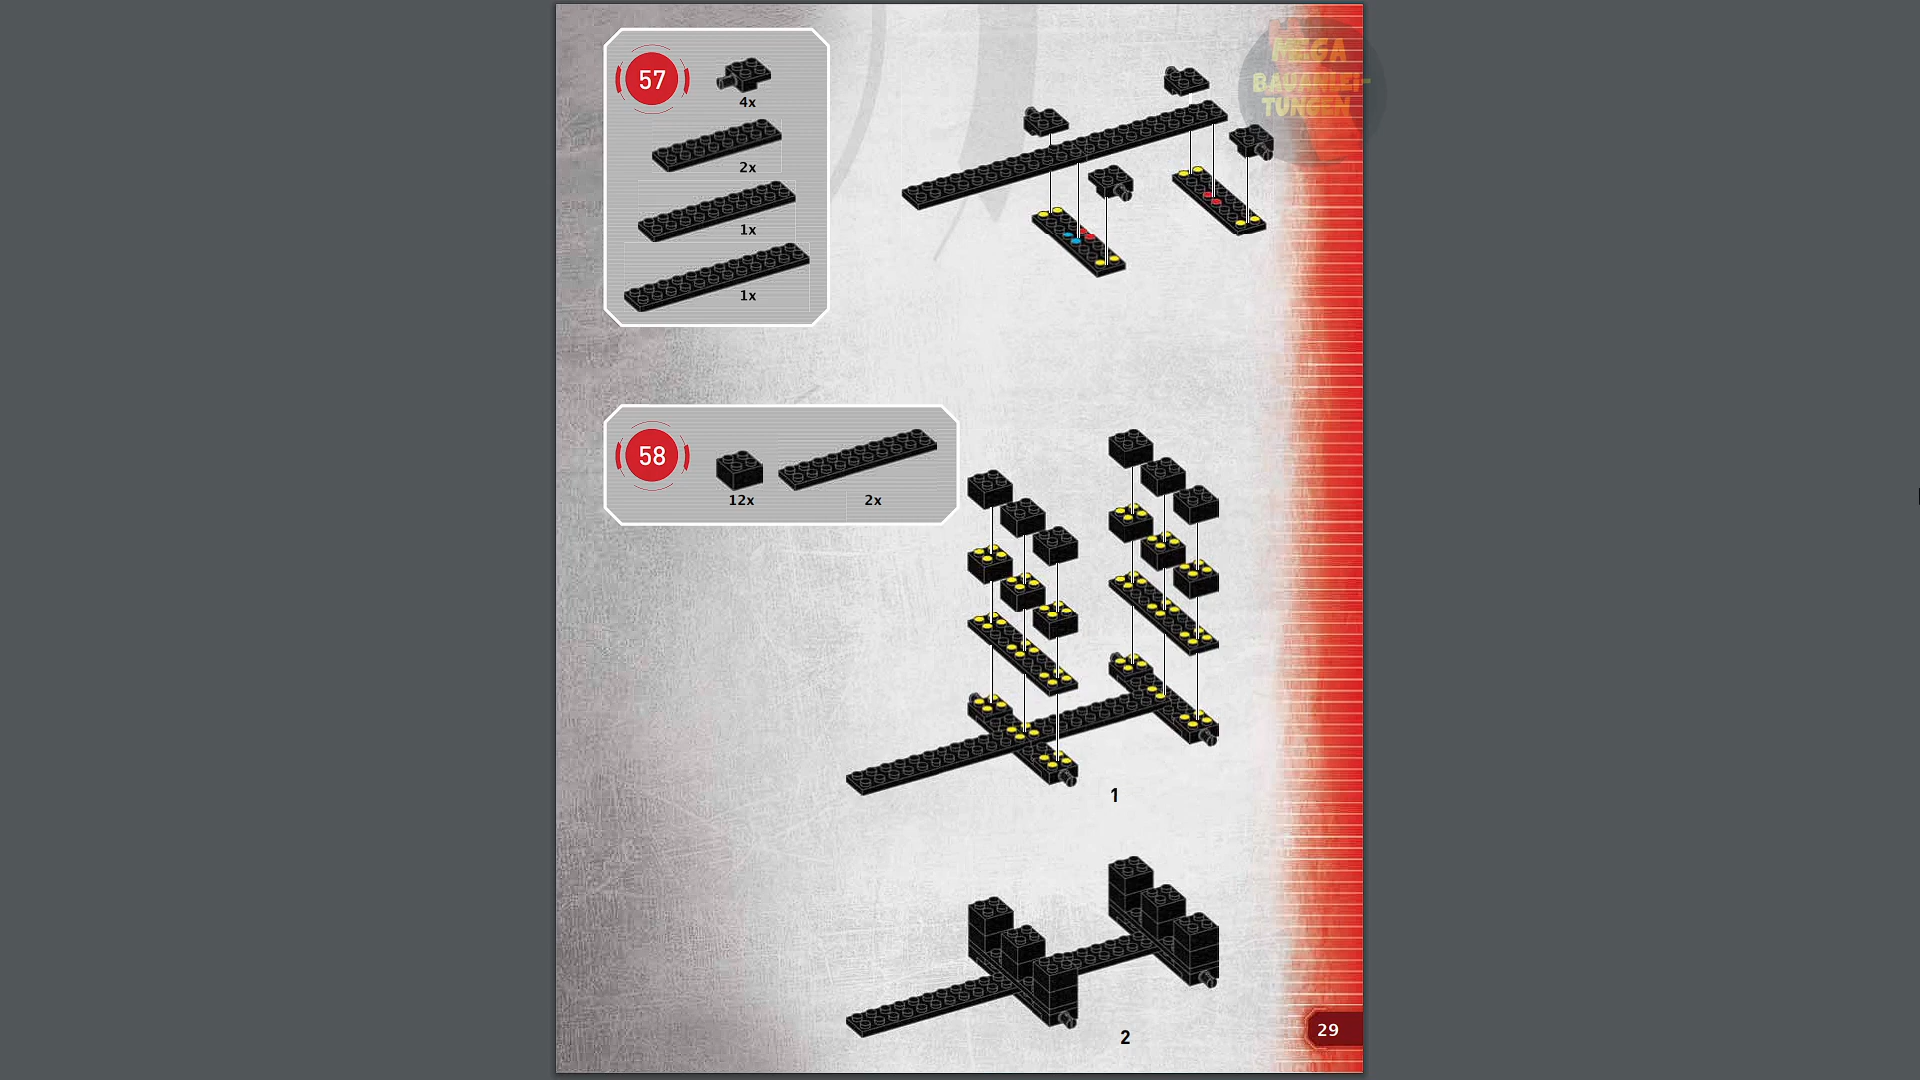 MEGA
BAUANLEI-
TUNGEN
57
4x
2x
1x
1x
58
12x
2x
1
2
29